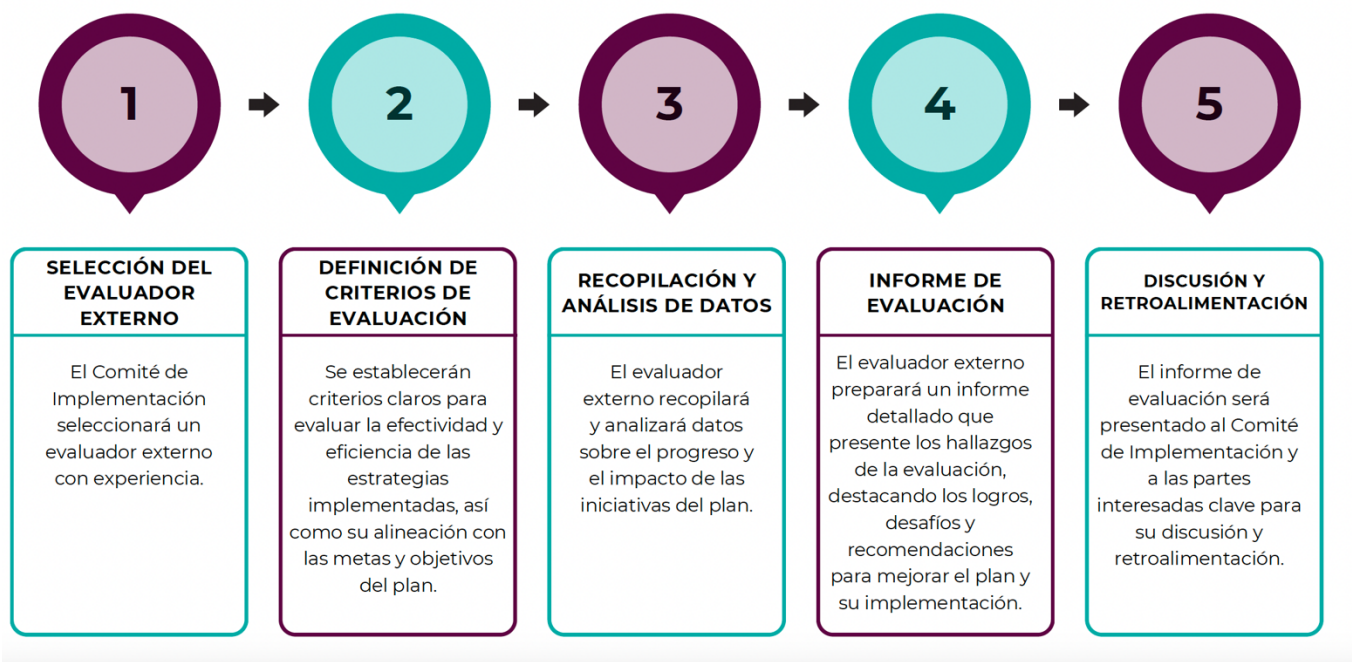 1
2
3
4
5
SELECCIÓN DEL
EVALUADOR
EXTERNO
El Comité de
Implementación
seleccionará un
evaluador externo
con experiencia.
DEFINICIÓN DE
CRITERIOS DE
EVALUACIÓN
Se establecerán
criterios claros para
evaluar la efectividad y
eficiencia de las
estrategias
implementadas, así
como su alineación con
las metas y objetivos
del plan.
RECOPILACIÓN Y
ANÁLISIS DE DATOS
El evaluador
externo recopilará
y analizará datos
sobre el progreso y
el impacto de las
iniciativas del plan.
INFORME DE
EVALUACIÓN
El evaluador externo
preparará un informe
detallado que
presente los hallazgos
de la evaluación,
destacando los logros,
desafíos y
recomendaciones
para mejorar el plan y
su implementación.
DISCUSIÓN Y
RETROALIMENTACIÓN
El informe de
evaluación será
presentado al Comité
de Implementación y
a las partes
interesadas clave para
su discusión y
retroalimentación.